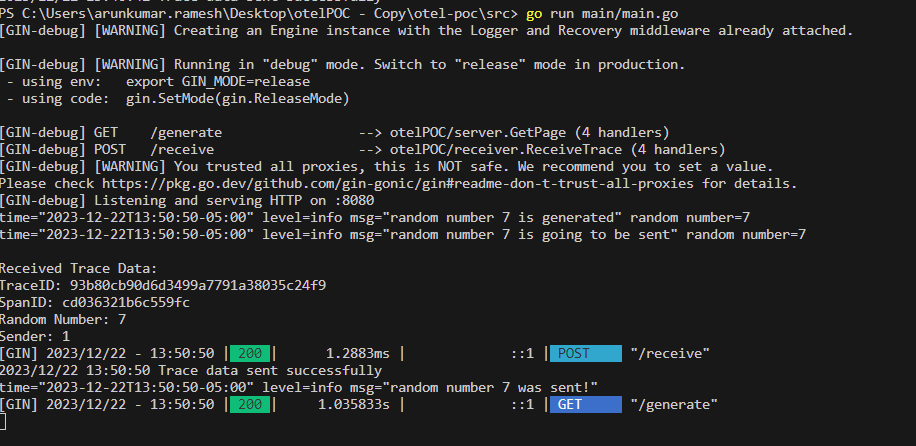 PS C:\Users\arunkumar.ramesh\Desktop\otelPOC - Copy\otel-poc\src> go run main/main.go
[GIN-debug] [WARNING] Creating an Engine instance with the Logger and Recovery middleware already attached.
[GIN-debug] [WARNING] Running in "debug" mode. Switch to "release" mode in production.
- using env:   export GIN_MODE=release
- using code:  gin.SetMode(gin.ReleaseMode)
[GIN-debug] GET    /generate                 --> otelPOC/server.GetPage (4 handlers)
[GIN-debug] POST   /receive                  --> otelPOC/receiver.ReceiveTrace (4 handlers)
[GIN-debug] [WARNING] You trusted all proxies, this is NOT safe. We recommend you to set a value.
Please check https://pkg.go.dev/github.com/gin-gonic/gin#readme-don-t-trust-all-proxies for details.
[GIN-debug] Listening and serving HTTP on :8080
time="2023-12-22T13:50:50-05:00" level=info msg="random number 7 is generated" random number=7
time="2023-12-22T13:50:50-05:00" level=info msg="random number 7 is going to be sent" random number=7
Received Trace Data:
TraceID: 93b80cb90d6d3499a7791a38035c24f9
SpanID: cd036321b6c559fc
Random Number: 7
Sender: 1
[GIN] 2023/12/22 - 13:50:50 | 200 |      1.2883ms |             ::1 | POST     "/receive"
2023/12/22 13:50:50 Trace data sent successfully
time="2023-12-22T13:50:50-05:00" level=info msg="random number 7 was sent!"
[GIN] 2023/12/22 - 13:50:50 | 200 |     1.035833s |             ::1 | GET      "/generate"